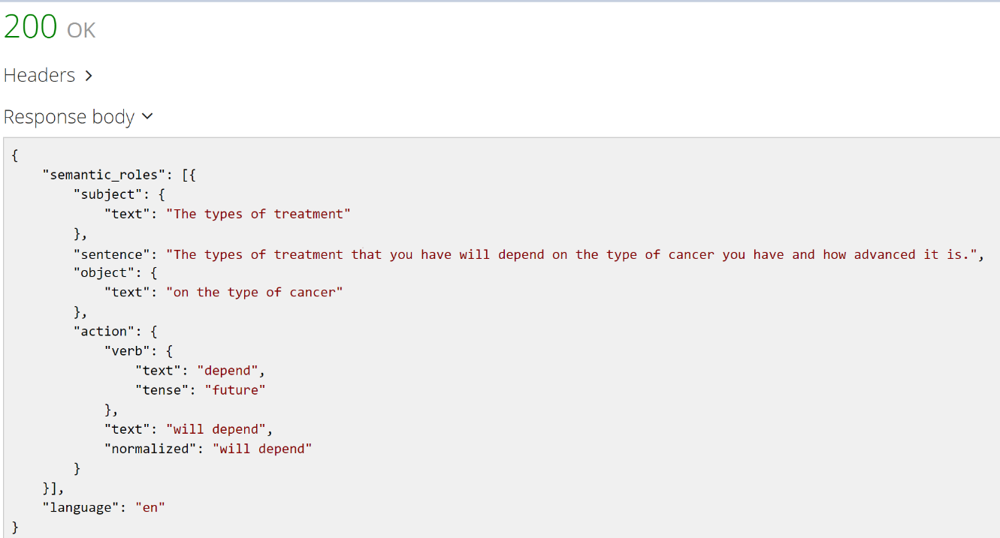 200 OK
Headers
Response body
{
    "semantic_roles": [{
        "subject": {
            "text": "The types of treatment"
        },
        "sentence": "The types of treatment that you have will depend on the type of cancer you have and how advanced it is.",
        "object": {
            "text": "on the type of cancer"
        },
        "action": {
            "verb": {
                "text": "depend",
                "tense": "future"
            },
            "text": "will depend",
            "normalized": "will depend"
        }
    }],
    "language": "en"
}